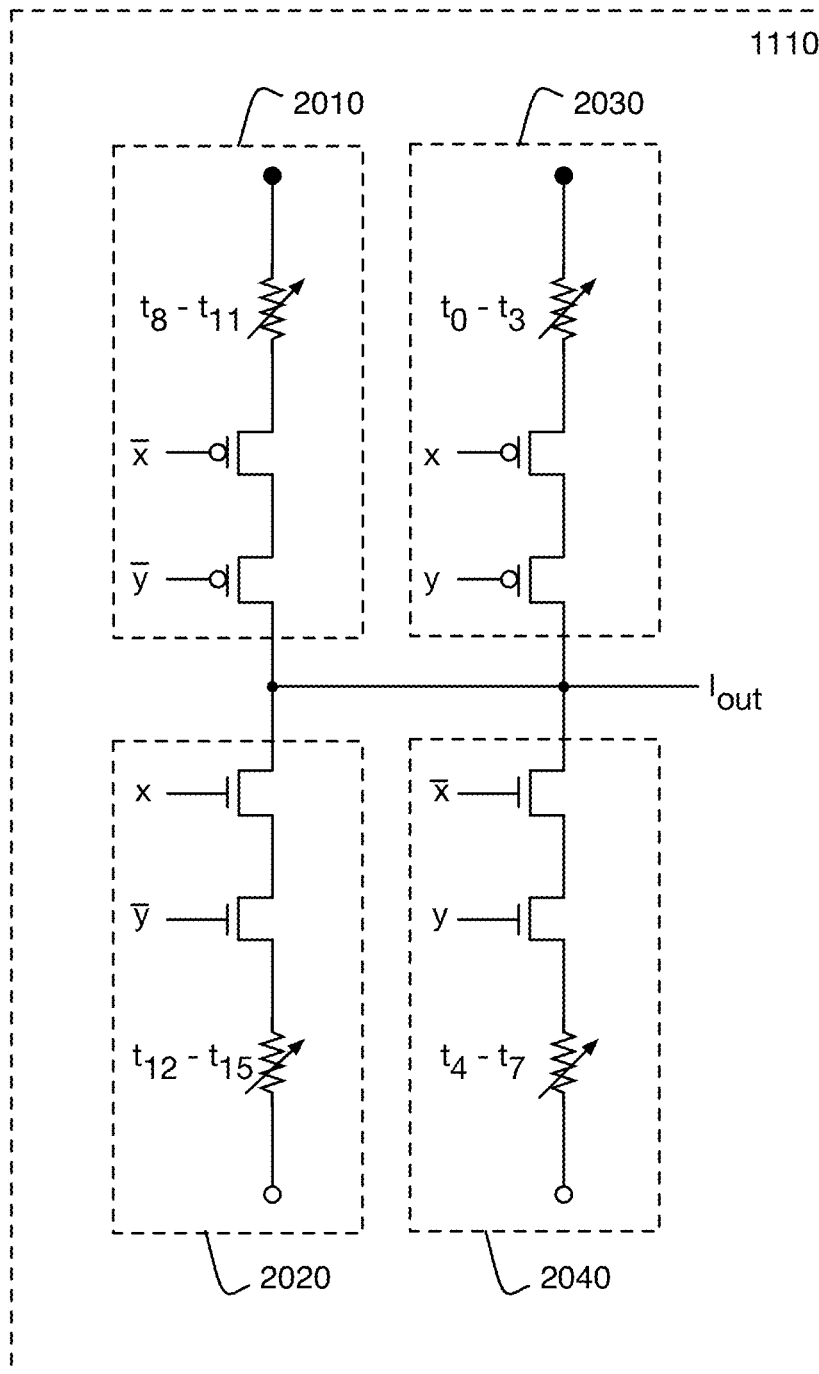 1110
2010
2030
t8 - t11
t0 - t3
x̅
x
y̅
y
Iout
x
x̅
y̅
y
t12 - t15
t4 - t7
2020
2040